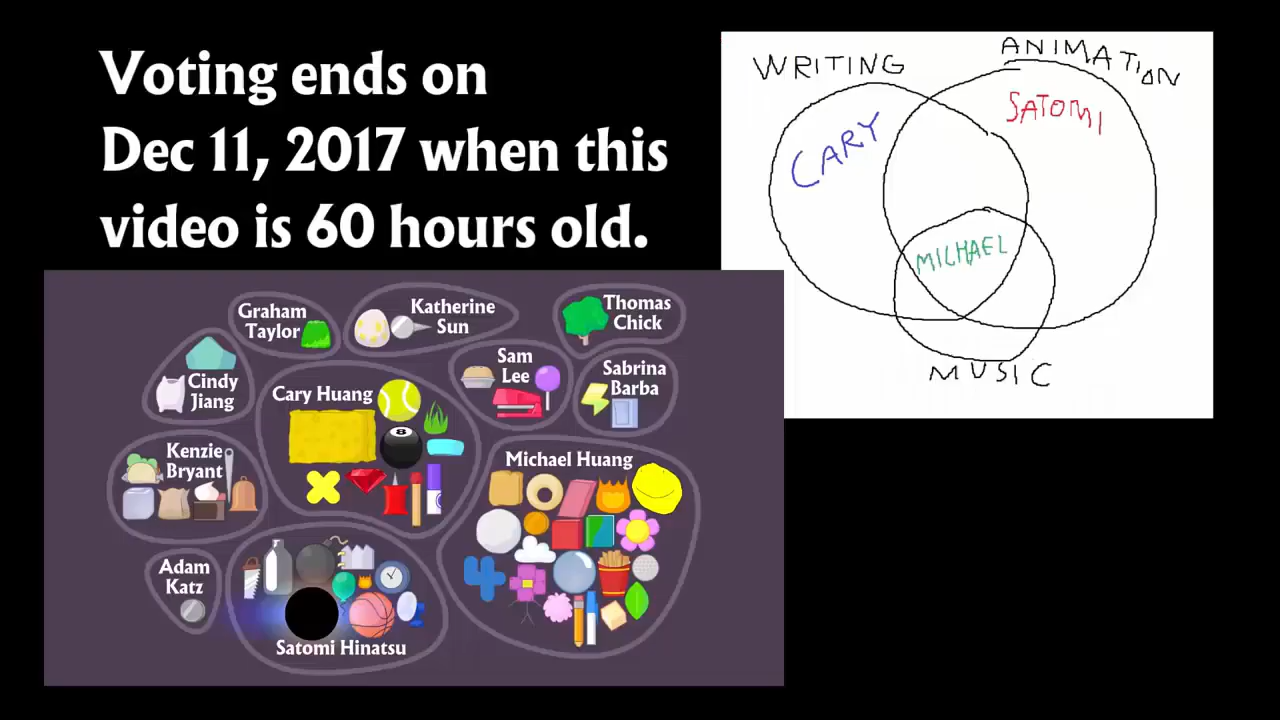 Voting ends on
Dec 11, 2017 when this
video is 60 hours old.
WRITING
ANIMATION
CARY
SATOMI
MICHAEL
MUSIC
Graham
Taylor
Katherine
Sun
Thomas
Chick
Cindy
Jiang
Cary Huang
8
Sam
Lee
Sabrina
Barba
Kenzie
Bryant
Michael Huang
Adam
Katz
Satomi Hinatsu